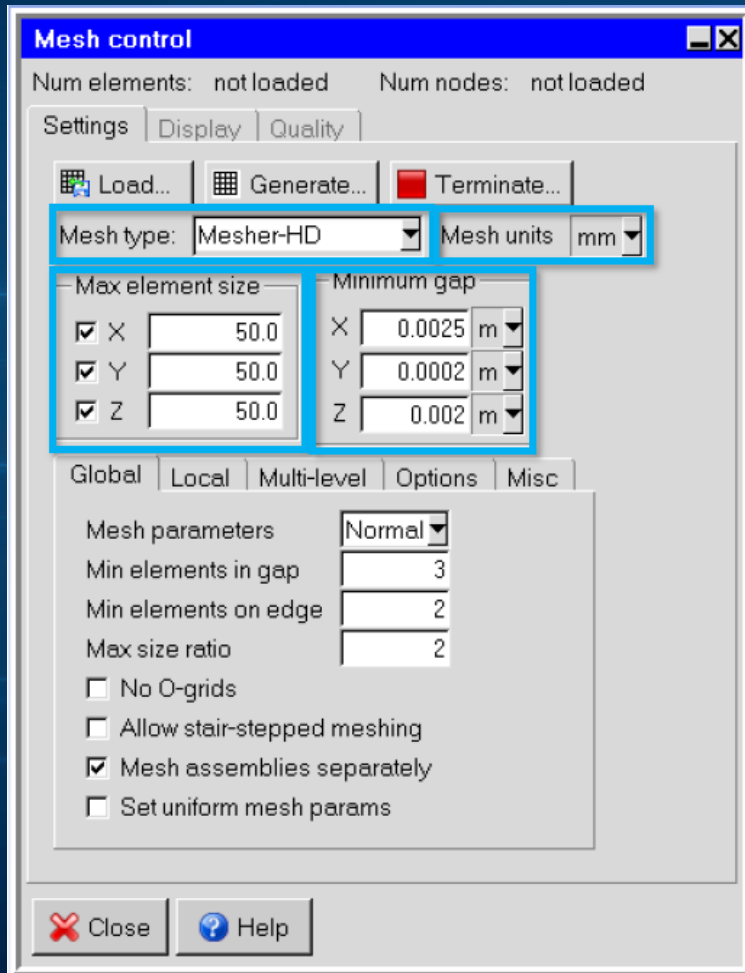 Mesh control
Num elements: not loaded Num nodes: not loaded
Settings Display Quality
Load... Generate... Terminate...
Mesh type: Mesher-HD Mesh units mm
Max element size Minimum gap
X 50.0 X 0.0025 m
Y 50.0 Y 0.0002 m
Z 50.0 Z 0.002 m
Global Local Multi-level Options Misc
Mesh parameters Normal
Min elements in gap 3
Min elements on edge 2
Max size ratio 2
No O-grids
Allow stair-stepped meshing
Mesh assemblies separately
Set uniform mesh params
Close Help